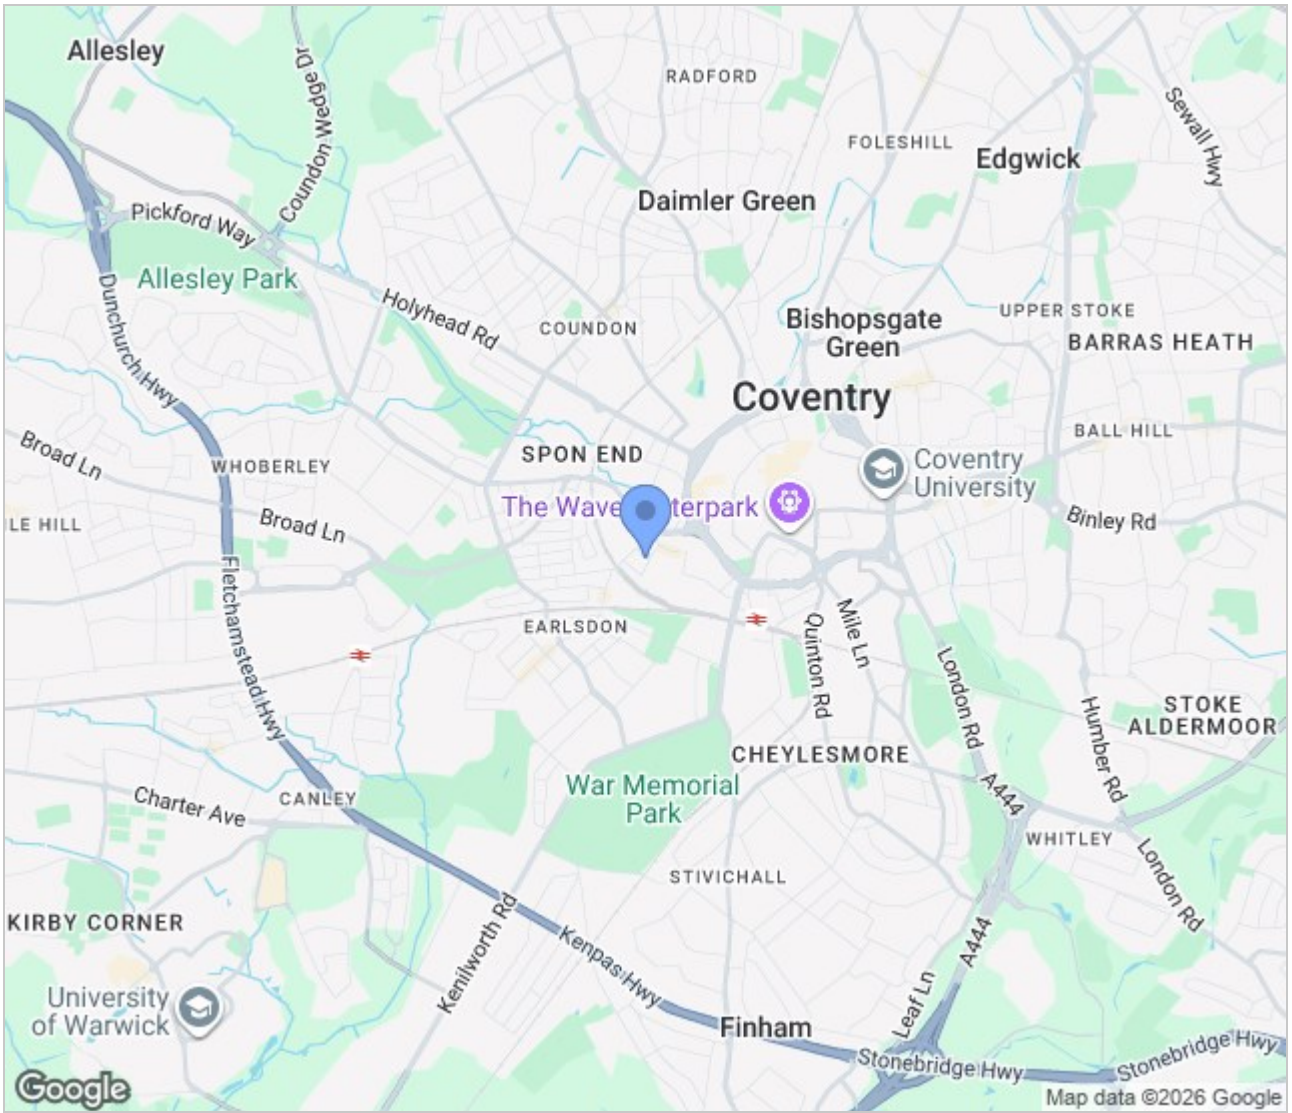 Allesley
Coundon Wedge Dr
RADFORD
Sewall Hwy
FOLESHILL
Edgwick
Daimler Green
Pickford Way
Allesley Park
Dunchurch Hwy
Holyhead Rd
COUNDON
Bishopsgate
Green
UPPER STOKE
BARRAS HEATH
Coventry
BALL HILL
Broad Ln
WHOBERLEY
SPON END
Coventry
University
The Wave
terpark
Binley Rd
ILE HILL
Broad Ln
Fletchamstead Hwy
EARLSDON
Mile Ln
Quinton Rd
London Rd
Humber Rd
STOKE
ALDERMOOR
CHEYLESMORE
War Memorial
Park
A444
Charter Ave
CANLEY
WHITLEY
London Rd
STIVICHALL
KIRBY CORNER
Kenilworth Rd
Kenpas Hwy
A444
Leaf Ln
University
of Warwick
Finham
Stonebridge Hwy
Stonebridge Hwy
Google
Map data ©2026 Google